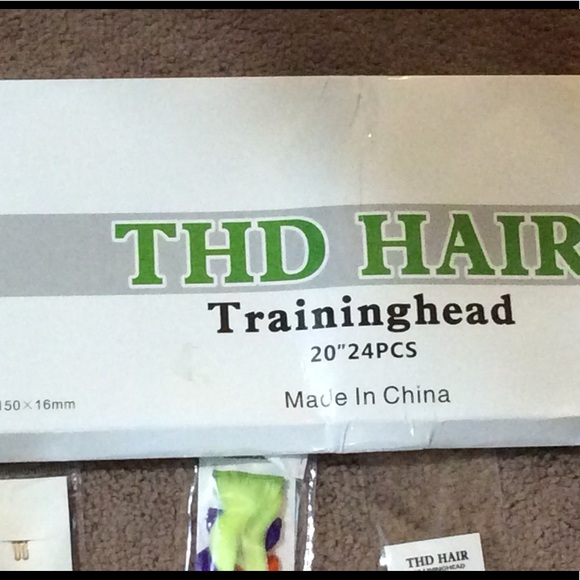 THD HAIR
Traininghead
20"24PCS
150×16mm
Made In China
THD HAIR